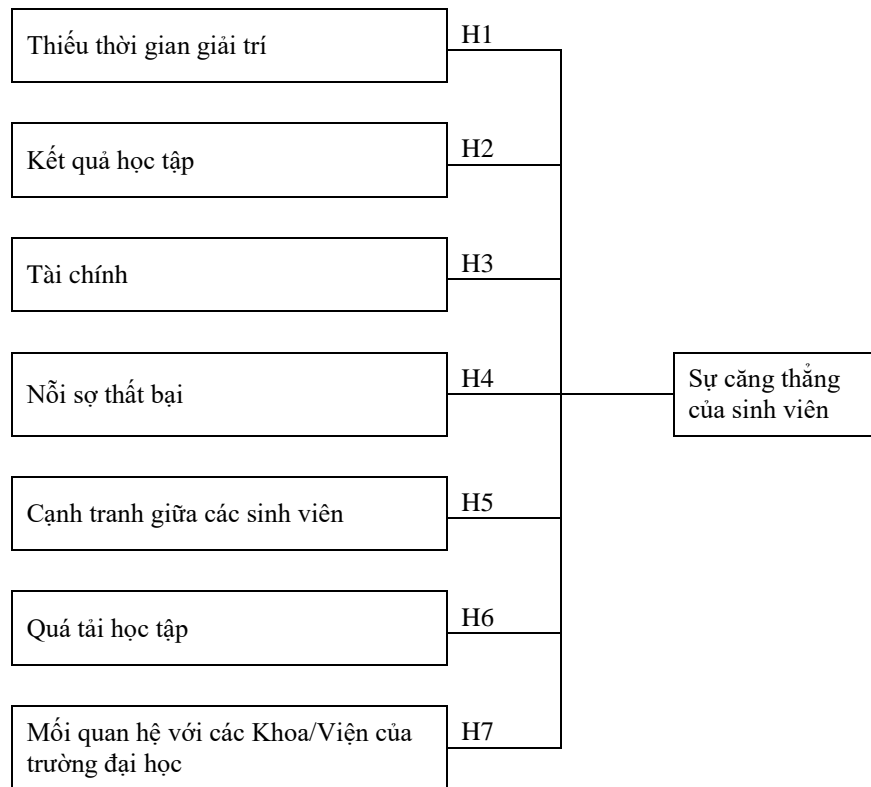 Thiếu thời gian giải trí
H1
Kết quả học tập
H2
Tài chính
H3
Nỗi sợ thất bại
H4
Sự căng thẳng
của sinh viên
Cạnh tranh giữa các sinh viên
H5
Quá tải học tập
H6
Mối quan hệ với các Khoa/Viện của
trường đại học
H7